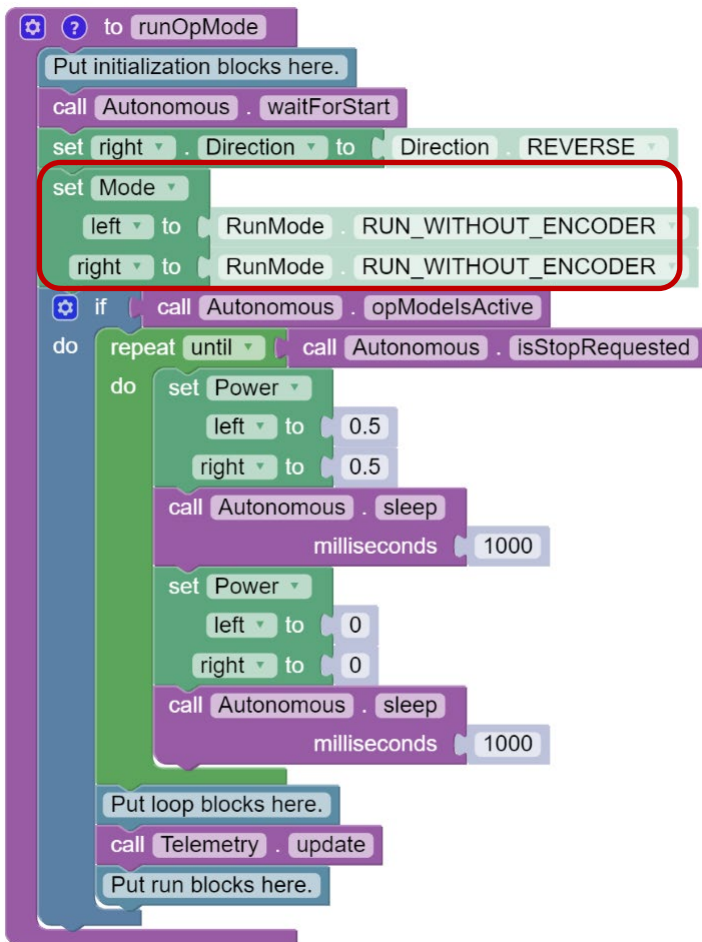 ? to runOpMode
Put initialization blocks here.
call Autonomous . waitForStart
set right . Direction to Direction . REVERSE
set Mode
left to RunMode . RUN_WITHOUT_ENCODER
right to RunMode . RUN_WITHOUT_ENCODER
if call Autonomous . opModeIsActive
do repeat until call Autonomous . isStopRequested
do set Power
left to 0.5
right to 0.5
call Autonomous . sleep
milliseconds 1000
set Power
left to 0
right to 0
call Autonomous . sleep
milliseconds 1000
Put loop blocks here.
call Telemetry . update
Put run blocks here.